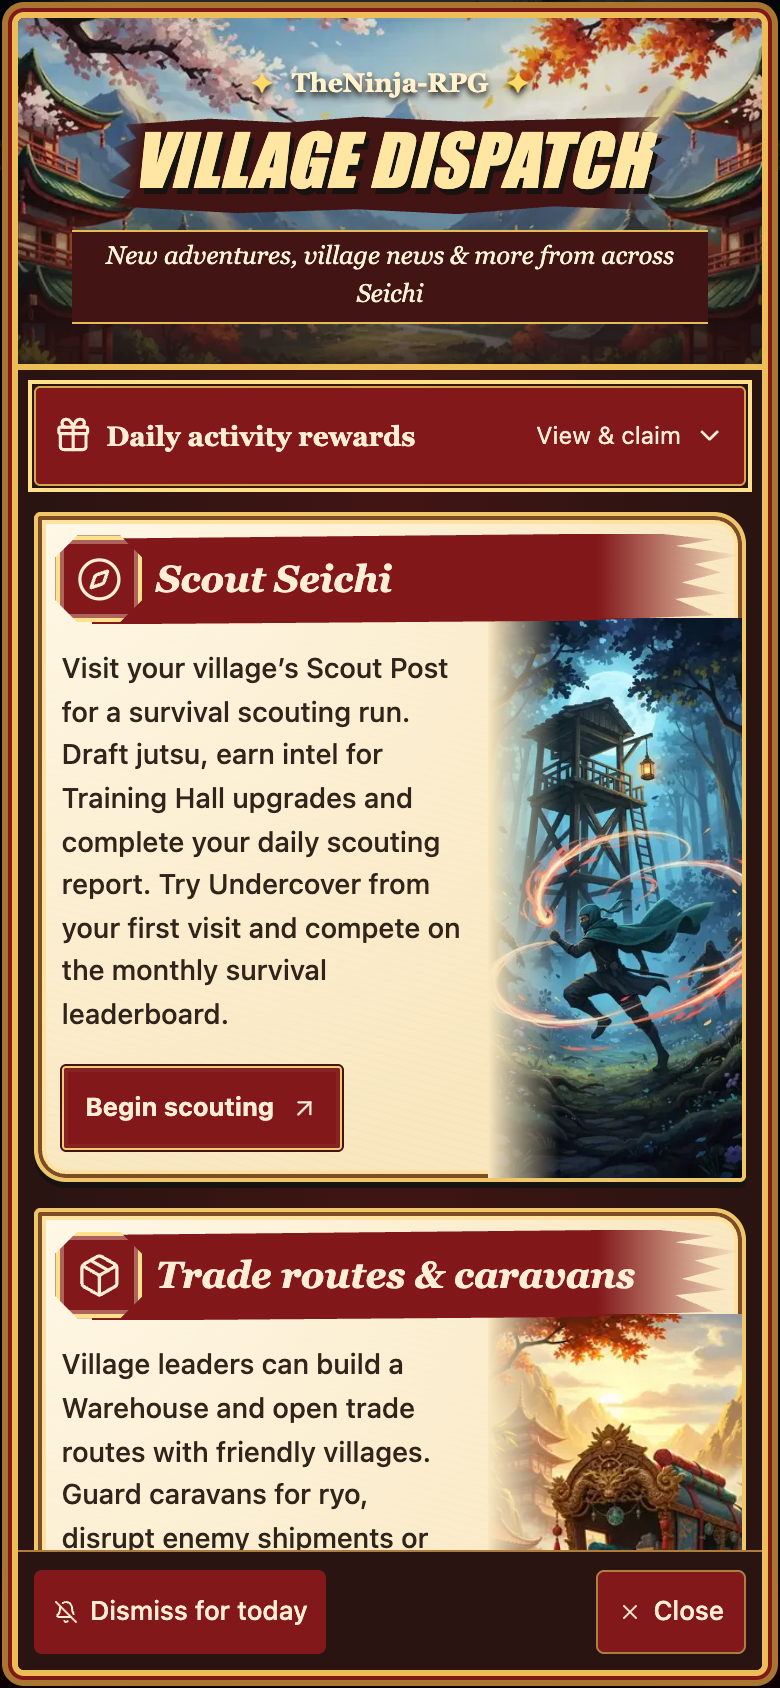 TheNinja-RPG
VILLAGE DISPATCH
New adventures, village news & more from across
Seichi
Daily activity rewards
View & claim
Scout Seichi
Visit your village’s Scout Post
for a survival scouting run.
Draft jutsu, earn intel for
Training Hall upgrades and
complete your daily scouting
report. Try Undercover from
your first visit and compete on
the monthly survival
leaderboard.
Begin scouting
Trade routes & caravans
Village leaders can build a
Warehouse and open trade
routes with friendly villages.
Guard caravans for ryo,
disrupt enemy shipments or
Dismiss for today
Close